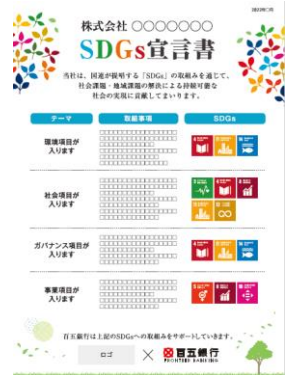 株式会社 〇〇〇〇〇〇〇
SDGs宣言書
当社は、国連が提唱する「SDGs」の取組みを通じて、
社会課題・地域課題の解決による持続可能な
社会の実現に貢献してまいります。
テーマ 取組事項 SDGs
環境項目が
入ります
社会項目が
入ります
ガバナンス項目が
入ります
事業項目が
入ります
百五銀行は上記のSDGsへの取組みをサポートしていきます。
ロゴ × 百五銀行
FRONTIER BANKING